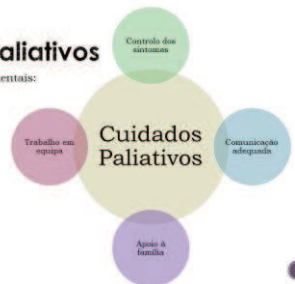 aliativos
entais:
Controlo dos
sintomas
Trabalho em
equipa
Cuidados
Paliativos
Comunicação
adequada
Apoio à
família